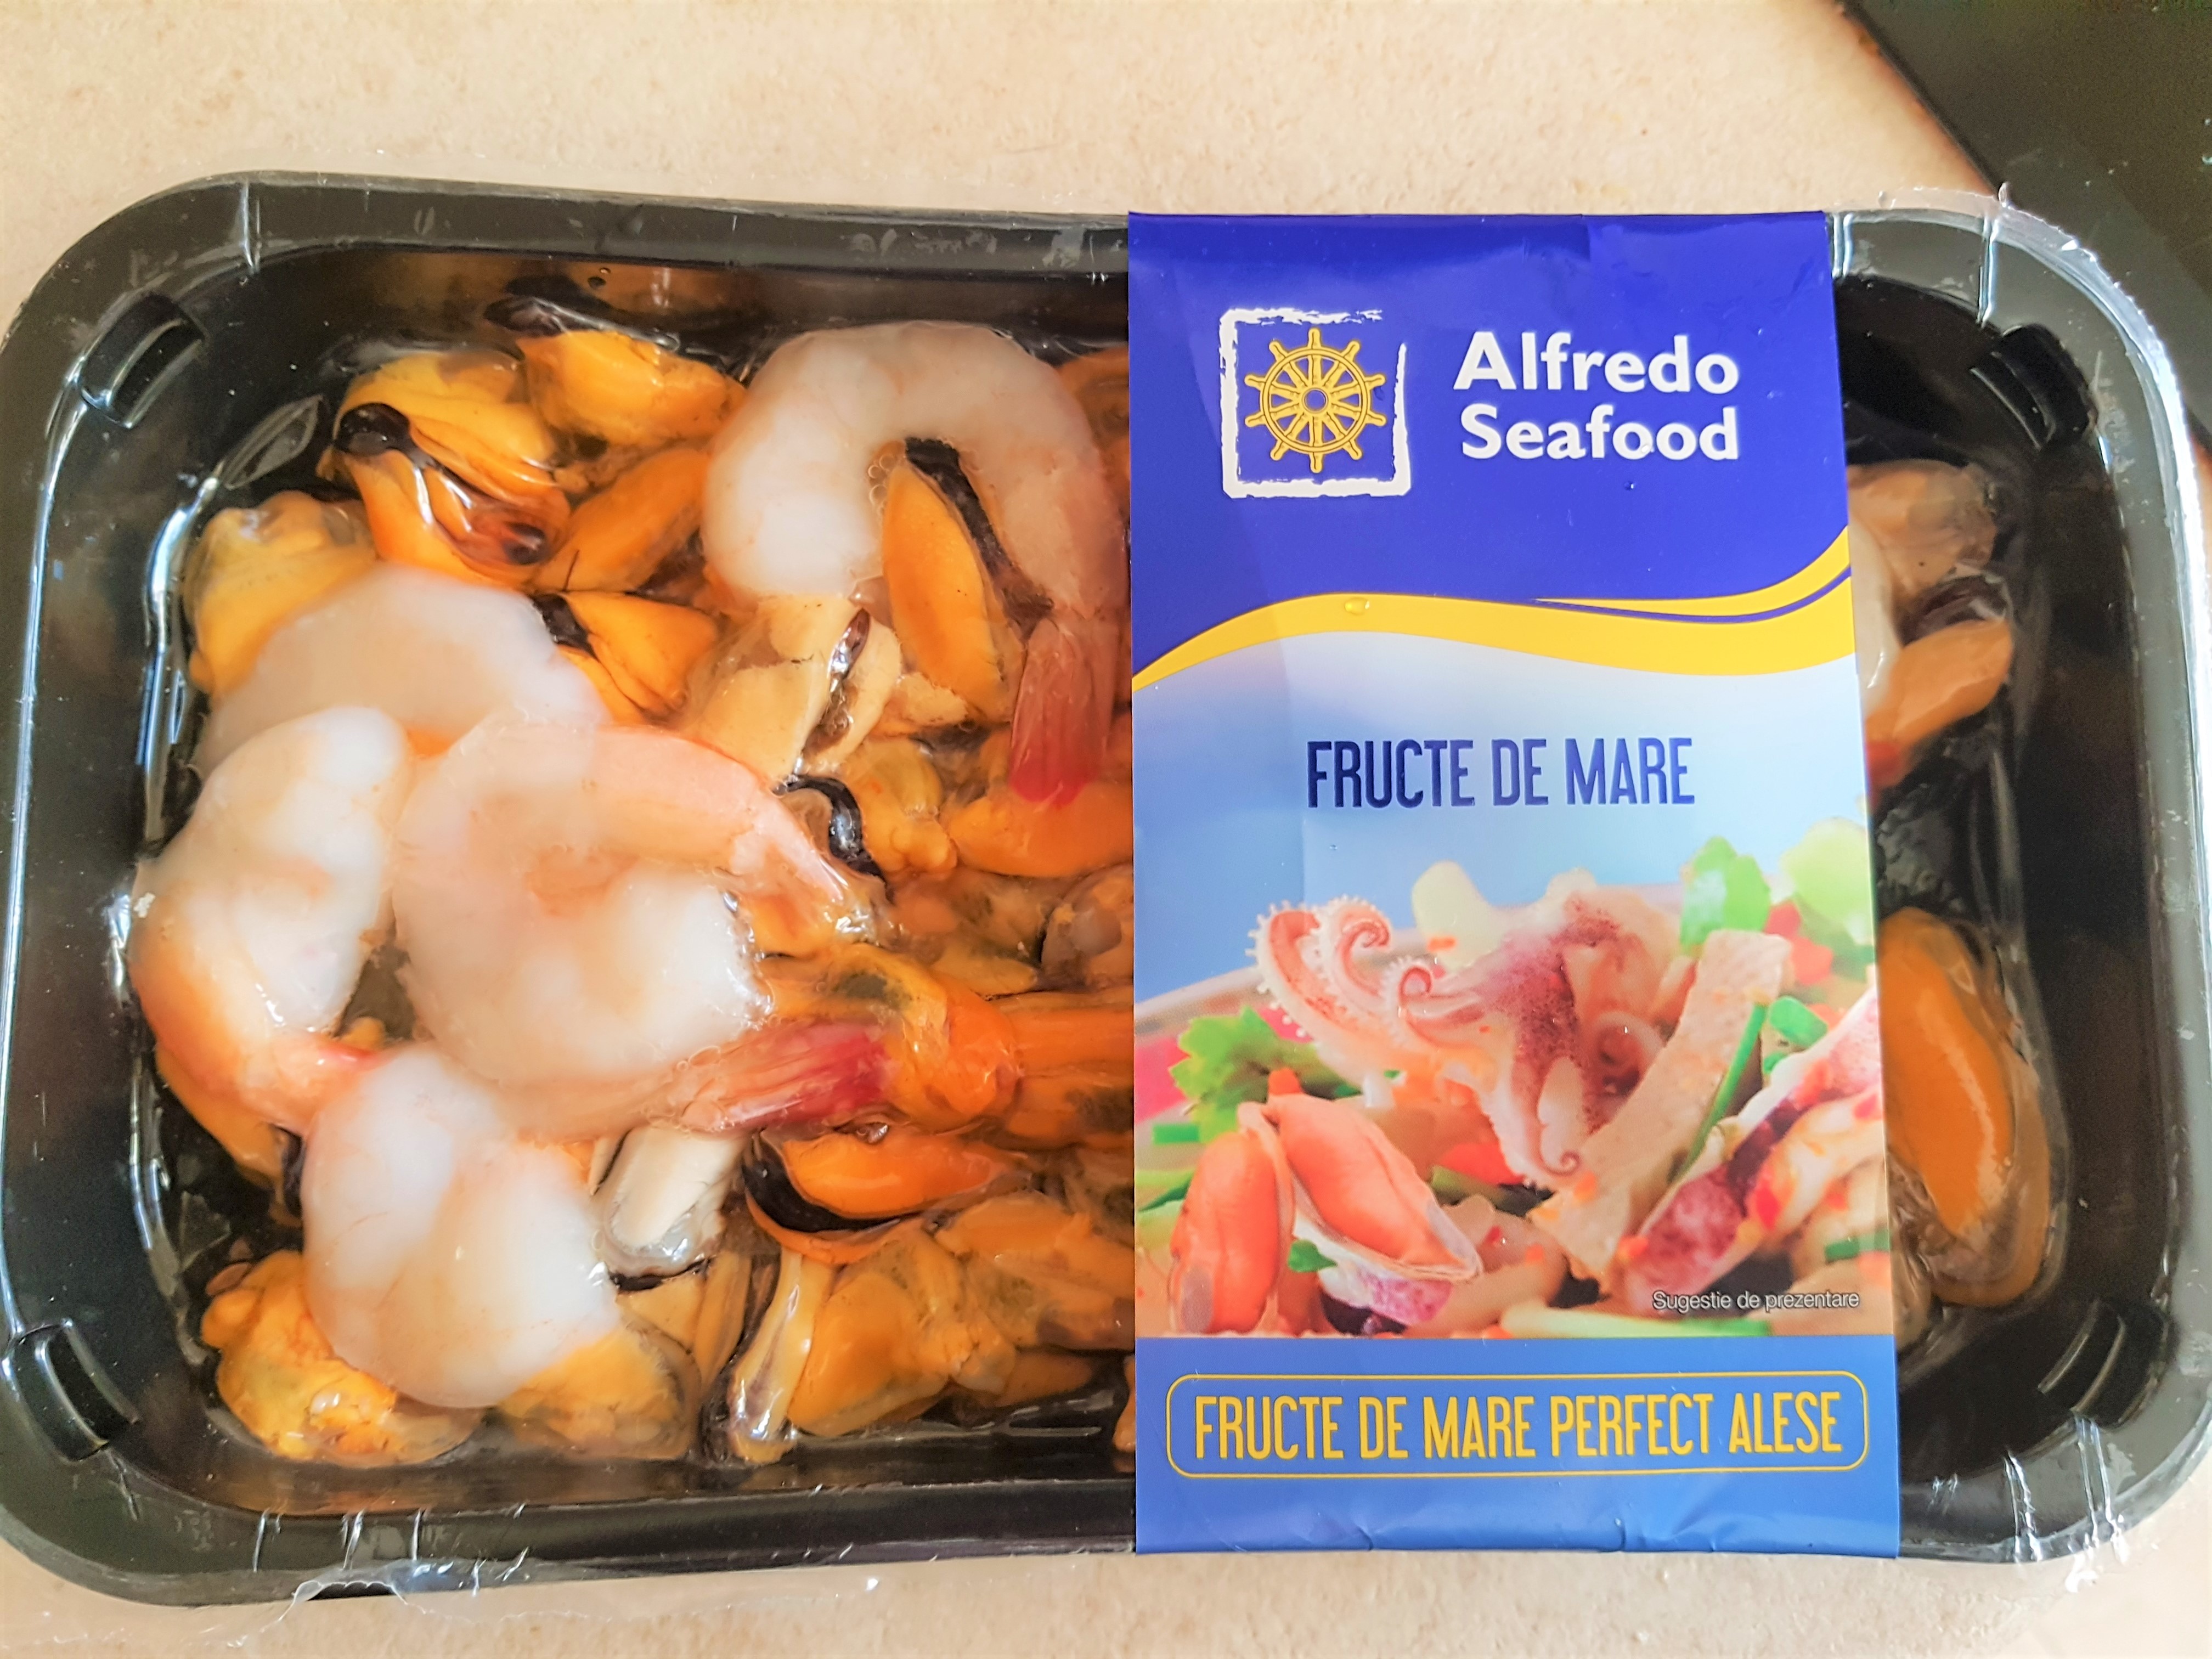 Alfredo
Seafood
FRUCTE DE MARE
Sugestie de prezentare
FRUCTE DE MARE PERFECT ALESE